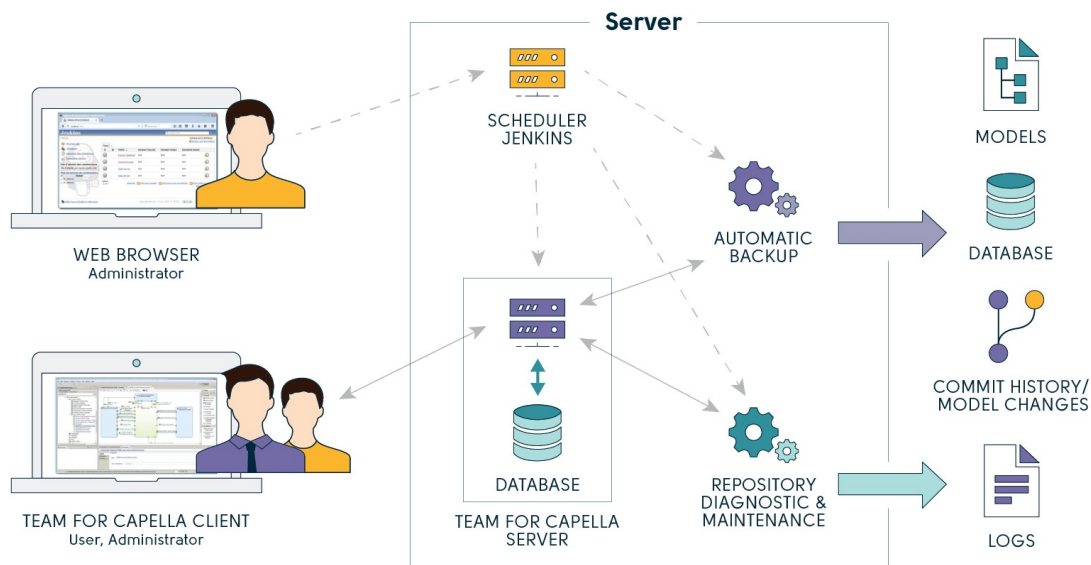 Server
SCHEDULER
JENKINS
MODELS
Jenkins
WEB BROWSER
Administrator
AUTOMATIC
BACKUP
DATABASE
COMMIT HISTORY/
MODEL CHANGES
DATABASE
TEAM FOR CAPELLA CLIENT
User, Administrator
TEAM FOR CAPELLA
SERVER
REPOSITORY
DIAGNOSTIC &
MAINTENANCE
LOGS